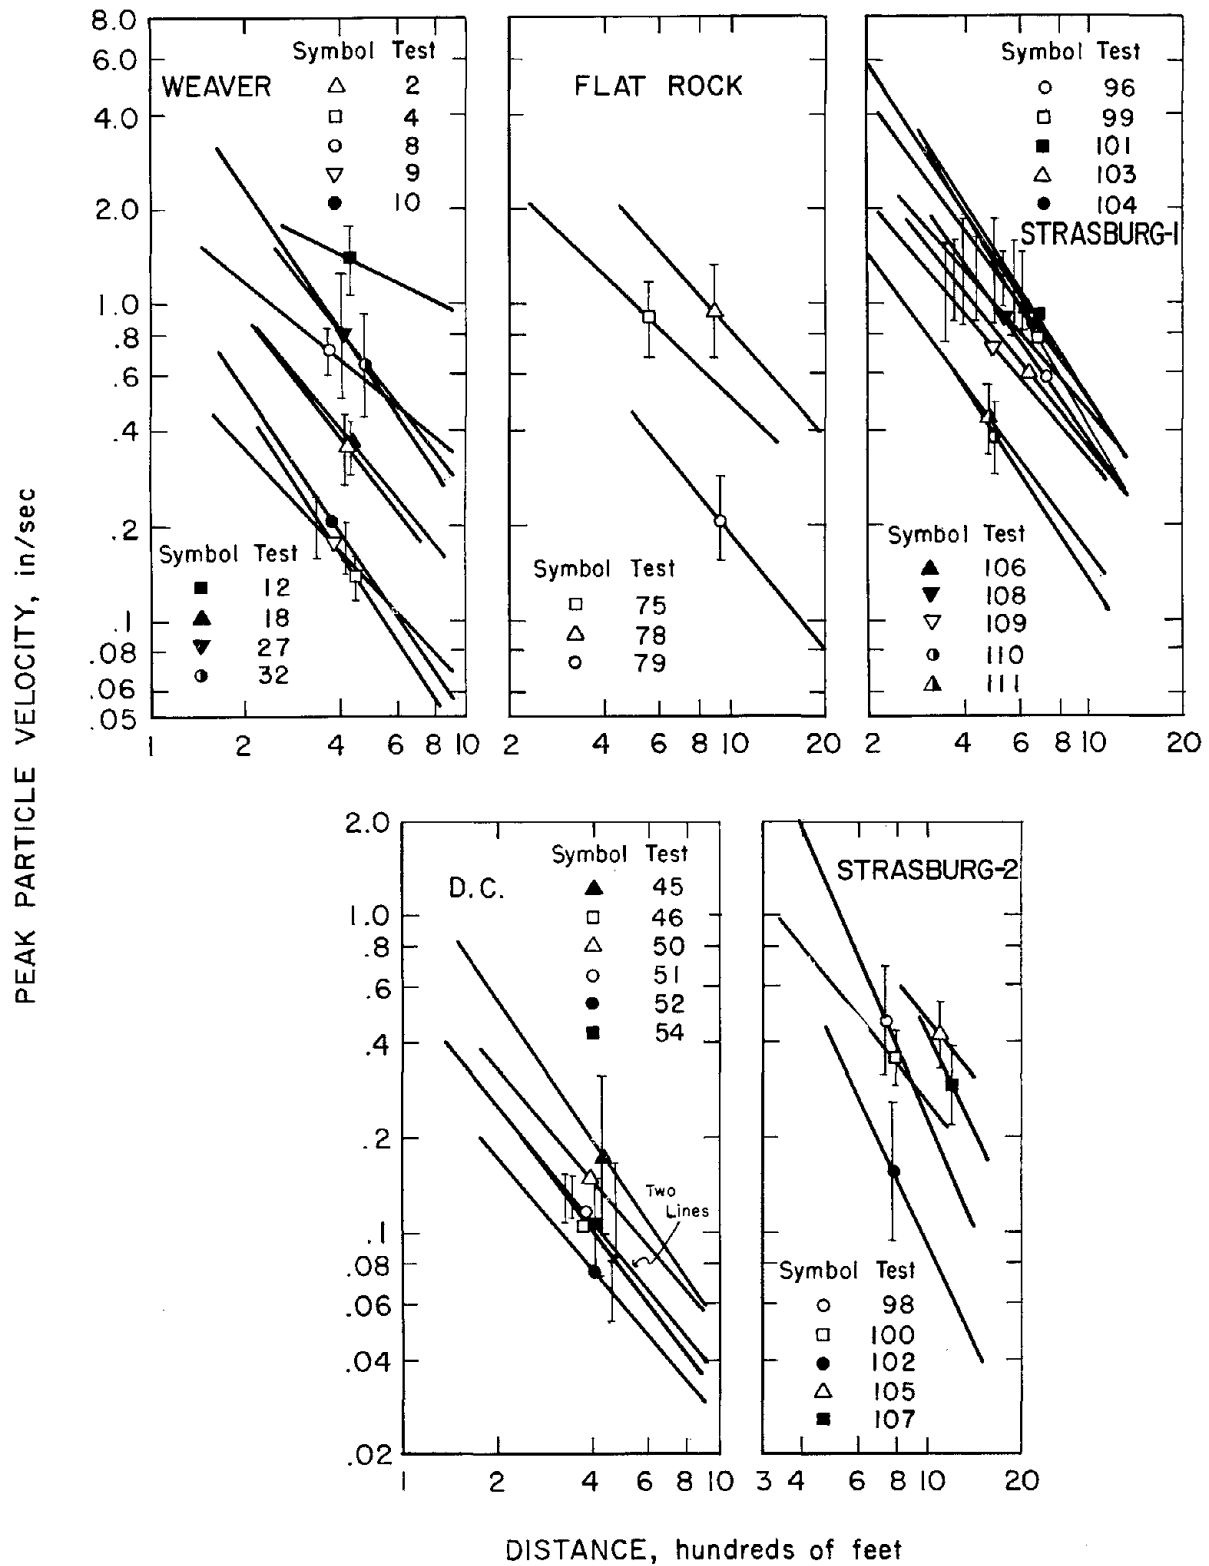 PEAK PARTICLE VELOCITY, in/sec
8.0
6.0
4.0
2.0
1.0
.8
.6
.4
.2
.1
.08
.06
.05
WEAVER
Symbol Test
2
4
8
9
10
Symbol Test
12
18
27
32
1 2 4 6 8 10
FLAT ROCK
Symbol Test
75
78
79
2 4 6 8 10 20
Symbol Test
96
99
101
103
104
STRASBURG-1
Symbol Test
106
108
109
110
111
2 4 6 8 10 20
2.0
1.0
.8
.6
.4
.2
.1
.08
.06
.04
.02
D.C.
Symbol Test
45
46
50
51
52
54
Two
Lines
1 2 4 6 8 10
STRASBURG-2
Symbol Test
98
100
102
105
107
3 4 6 8 10 20
DISTANCE, hundreds of feet